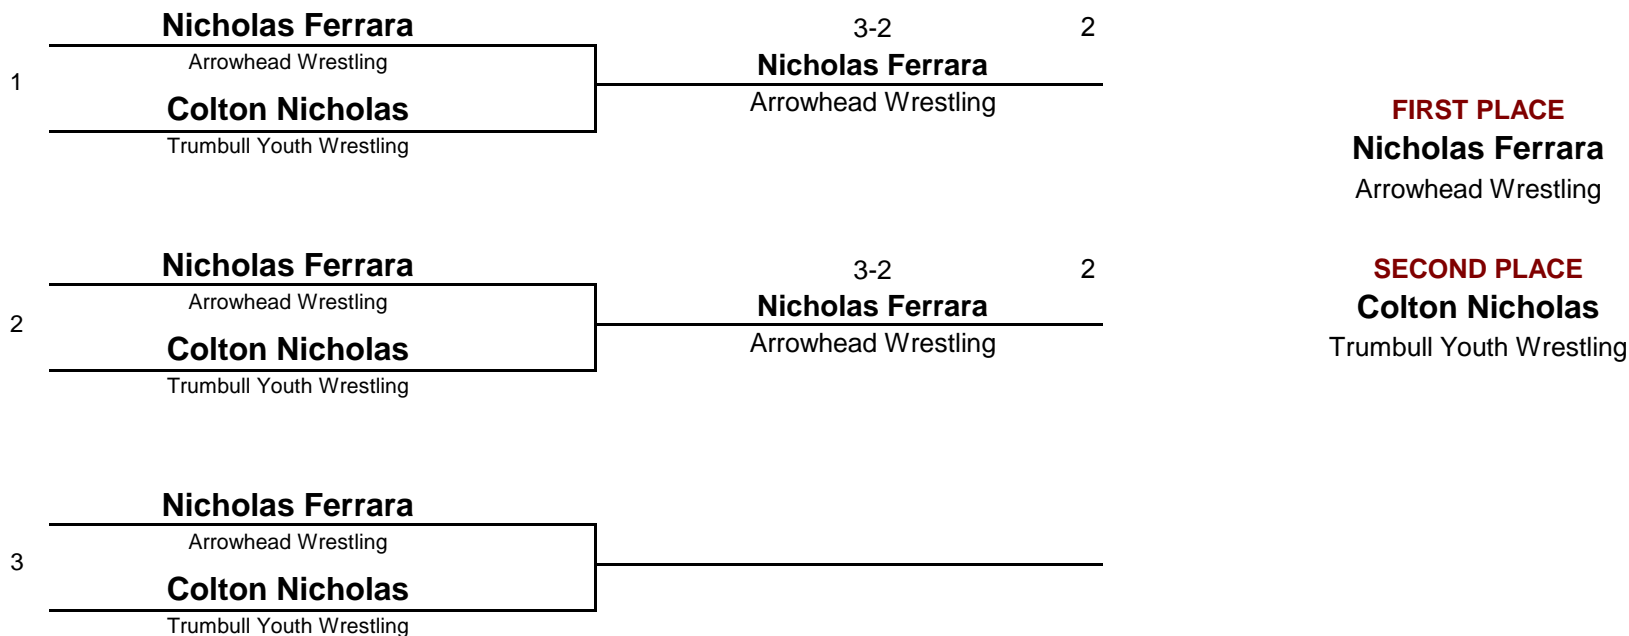 Nicholas Ferrara
Arrowhead Wrestling
1
Colton Nicholas
Trumbull Youth Wrestling
3-2 2
Nicholas Ferrara
Arrowhead Wrestling
Nicholas Ferrara
Arrowhead Wrestling
2
Colton Nicholas
Trumbull Youth Wrestling
3-2 2
Nicholas Ferrara
Arrowhead Wrestling
Nicholas Ferrara
Arrowhead Wrestling
3
Colton Nicholas
Trumbull Youth Wrestling
FIRST PLACE
Nicholas Ferrara
Arrowhead Wrestling
SECOND PLACE
Colton Nicholas
Trumbull Youth Wrestling